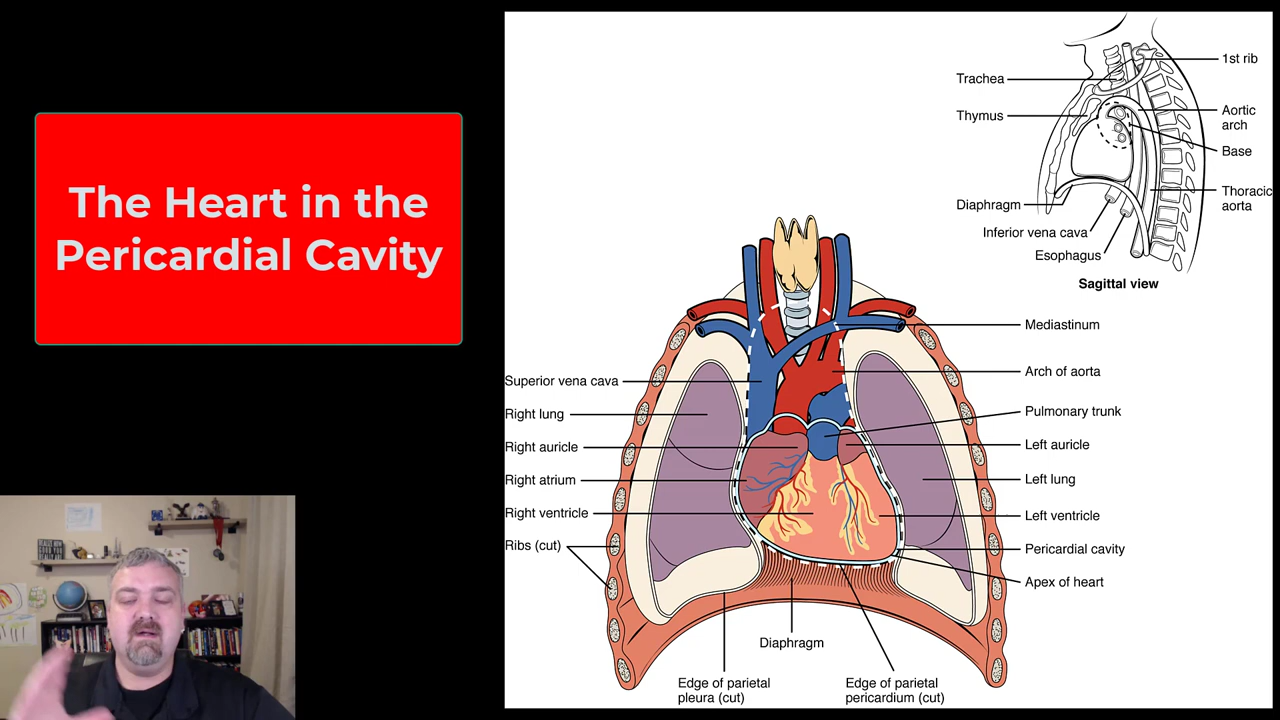 The Heart in the
Pericardial Cavity
Trachea
Thymus
Diaphragm
Inferior vena cava
Esophagus
1st rib
Aortic
arch
Base
Thoracic
aorta
Sagittal view
Superior vena cava
Right lung
Right auricle
Right atrium
Right ventricle
Ribs (cut)
Mediastinum
Arch of aorta
Pulmonary trunk
Left auricle
Left lung
Left ventricle
Pericardial cavity
Apex of heart
Diaphragm
Edge of parietal
pleura (cut)
Edge of parietal
pericardium (cut)